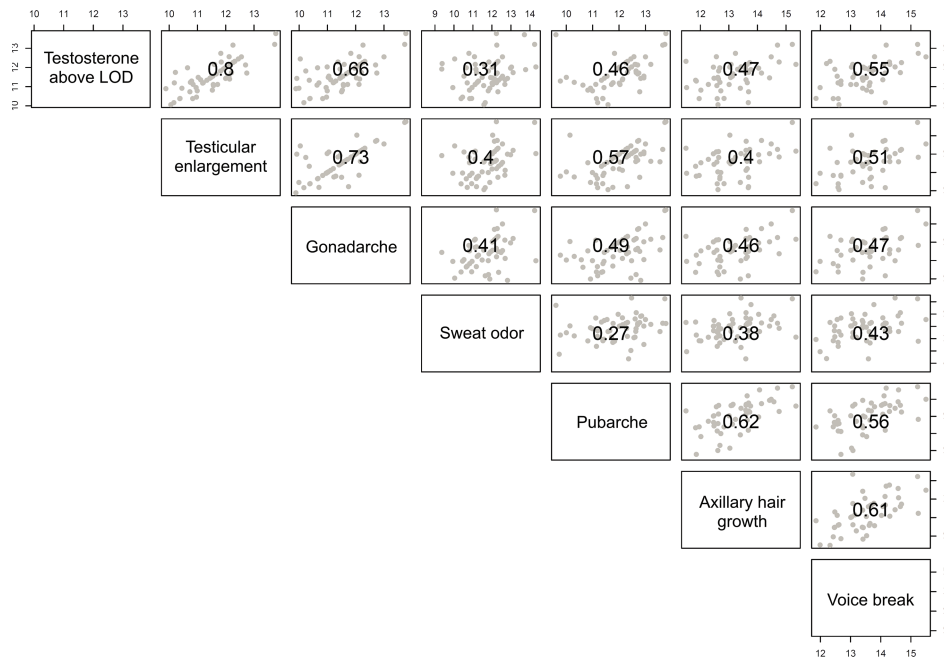 10 11 12 13 10 11 12 13 10 11 12 13 9 10 11 12 13 14 10 11 12 13 12 13 14 15 12 13 14 15
10 11 12 13
Testosterone
above LOD
0.8 0.66 0.31 0.46 0.47 0.55
Testicular
enlargement
0.73 0.4 0.57 0.4 0.51
Gonadarche
0.41 0.49 0.46 0.47
Sweat odor
0.27 0.38 0.43
Pubarche
0.62 0.56
Axillary hair
growth
0.61
Voice break
12 13 14 15